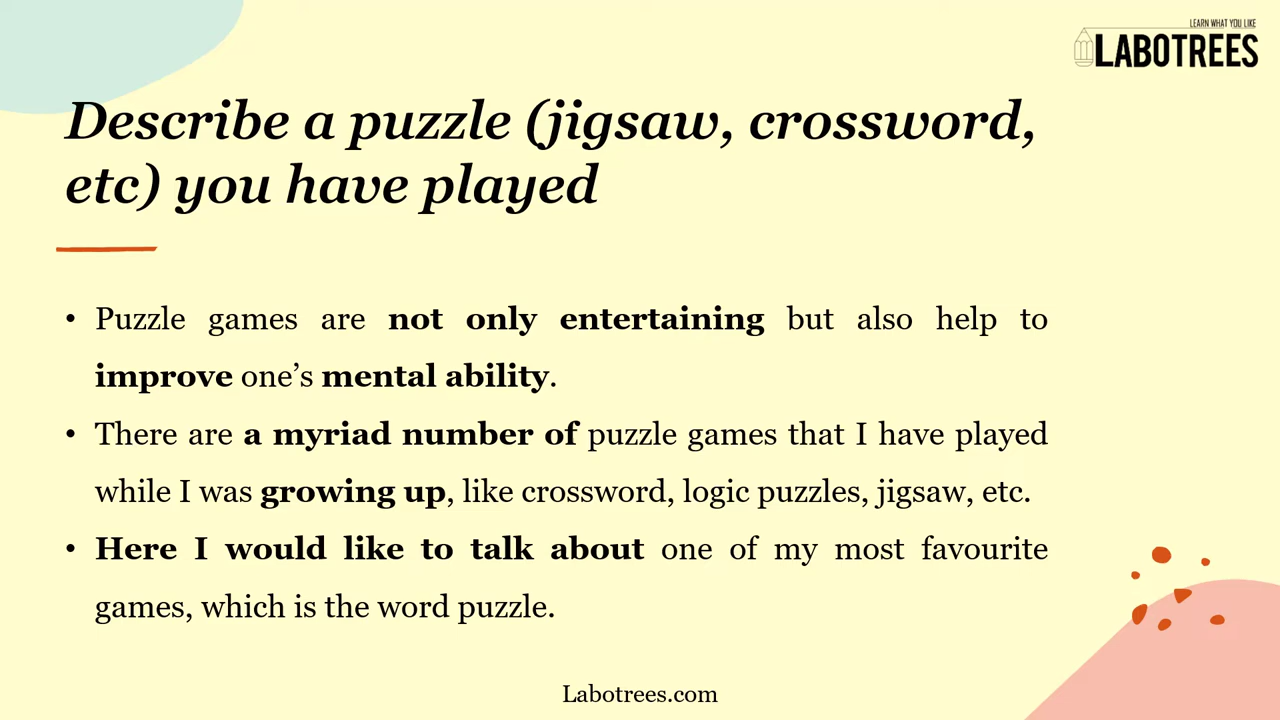 LEARN WHAT YOU LIKE
LABOTREES
Describe a puzzle (jigsaw, crossword,
etc) you have played
• Puzzle games are not only entertaining but also help to
improve one’s mental ability.
• There are a myriad number of puzzle games that I have played
while I was growing up, like crossword, logic puzzles, jigsaw, etc.
• Here I would like to talk about one of my most favourite
games, which is the word puzzle.
Labotrees.com